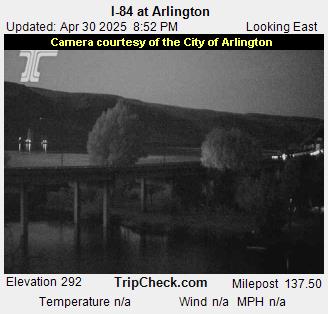 I-84 at Arlington
Updated: Apr 30 2025 8:52 PM Looking East
Camera courtesy of the City of Arlington
Elevation 292 TripCheck.com Milepost 137.50
Temperature n/a Wind n/a MPH n/a